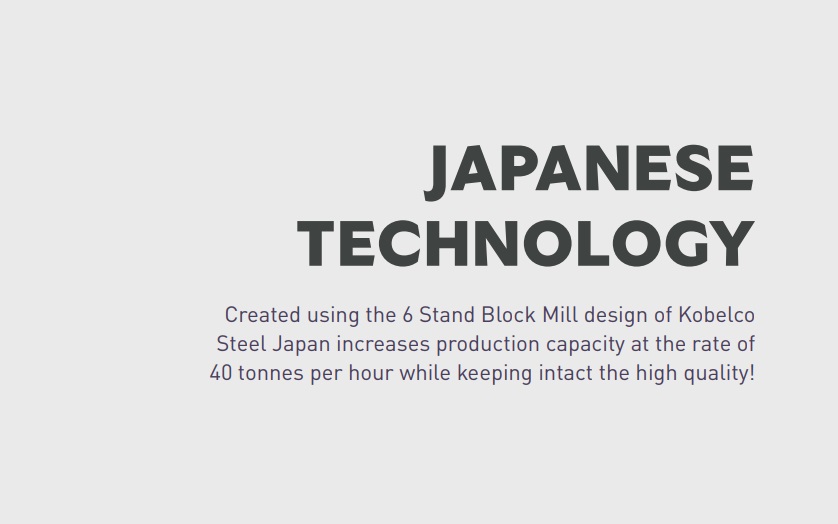 JAPANESE
TECHNOLOGY
Created using the 6 Stand Block Mill design of Kobelco
Steel Japan increases production capacity at the rate of
40 tonnes per hour while keeping intact the high quality!